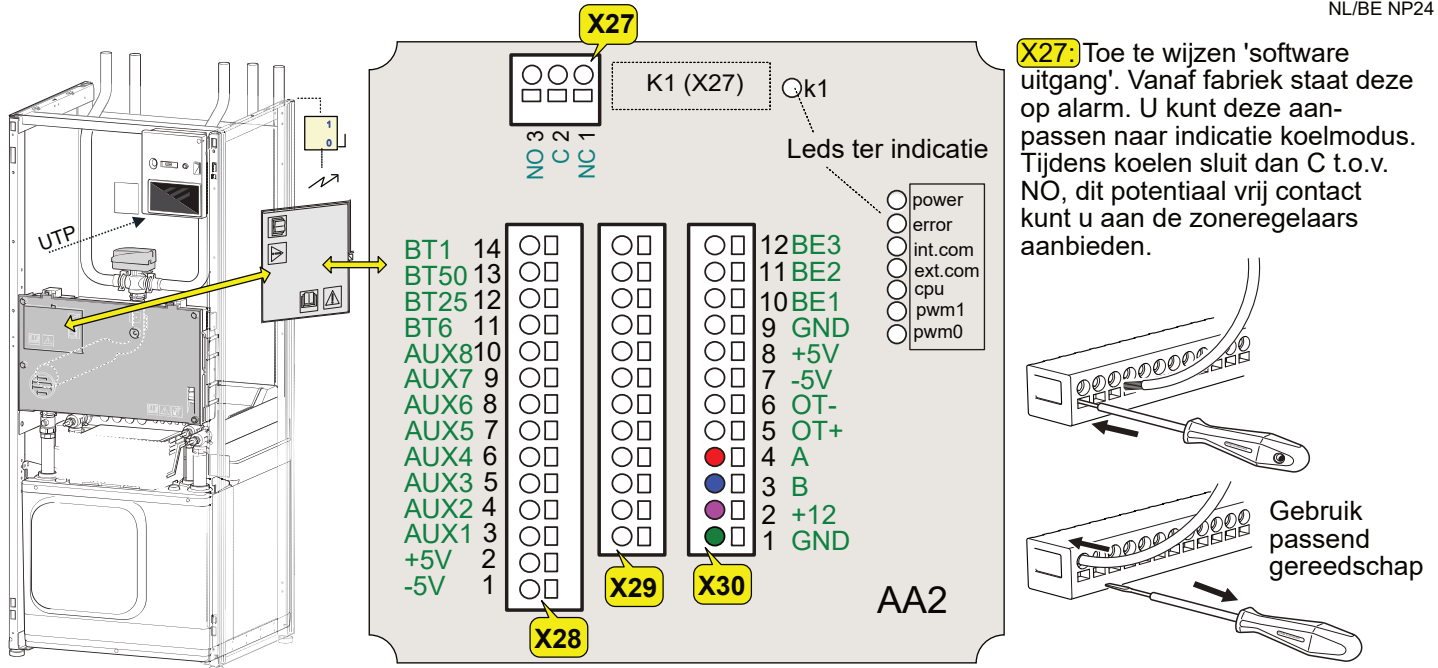 NL/BE NP24
X27
X27: Toe te wijzen 'software
uitgang'. Vanaf fabriek staat deze
op alarm. U kunt deze aan-
passen naar indicatie koelmodus.
Tijdens koelen sluit dan C t.o.v.
NO, dit potentiaal vrij contact
kunt u aan de zoneregelaars
aanbieden.
K1 (X27)
k1
NO 3
C 2
NC 1
Leds ter indicatie
power
error
int.com
ext.com
cpu
pwm1
pwm0
1
0
UTP
BT1 14
BT50 13
BT25 12
BT6 11
AUX8 10
AUX7 9
AUX6 8
AUX5 7
AUX4 6
AUX3 5
AUX2 4
AUX1 3
+5V 2
-5V 1
12 BE3
11 BE2
10 BE1
9 GND
8 +5V
7 -5V
6 OT-
5 OT+
4 A
3 B
2 +12
1 GND
X28
X29
X30
AA2
Gebruik
passend
gereedschap